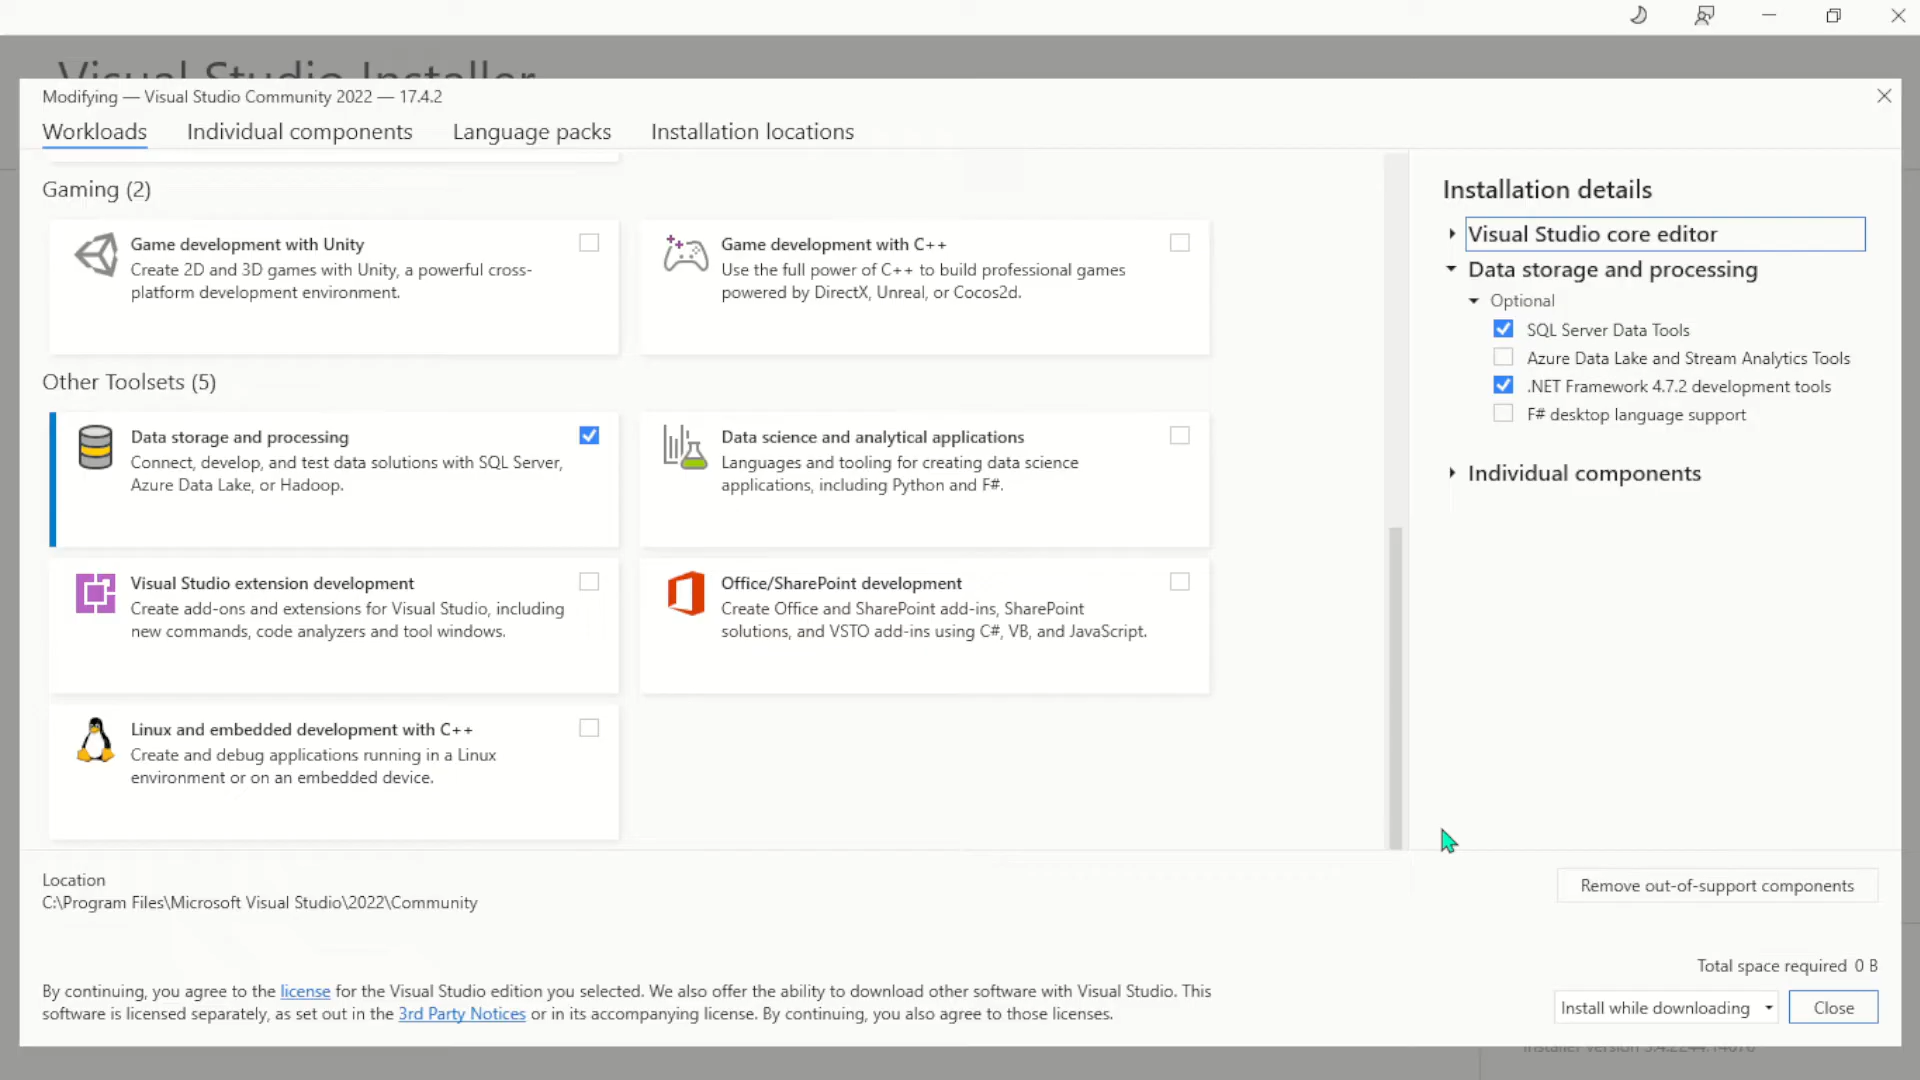 Visual Studio Installer
Modifying — Visual Studio Community 2022 — 17.4.2
Workloads
Individual components
Language packs
Installation locations
Gaming (2)
Game development with Unity
Create 2D and 3D games with Unity, a powerful cross-
platform development environment.
Game development with C++
Use the full power of C++ to build professional games
powered by DirectX, Unreal, or Cocos2d.
Other Toolsets (5)
Data storage and processing
Connect, develop, and test data solutions with SQL Server,
Azure Data Lake, or Hadoop.
Data science and analytical applications
Languages and tooling for creating data science
applications, including Python and F#.
Visual Studio extension development
Create add-ons and extensions for Visual Studio, including
new commands, code analyzers and tool windows.
Office/SharePoint development
Create Office and SharePoint add-ins, SharePoint
solutions, and VSTO add-ins using C#, VB, and JavaScript.
Linux and embedded development with C++
Create and debug applications running in a Linux
environment or on an embedded device.
Installation details
Visual Studio core editor
Data storage and processing
Optional
SQL Server Data Tools
Azure Data Lake and Stream Analytics Tools
.NET Framework 4.7.2 development tools
F# desktop language support
Individual components
Location
C:\Program Files\Microsoft Visual Studio\2022\Community
Remove out-of-support components
Total space required 0 B
By continuing, you agree to the license for the Visual Studio edition you selected. We also offer the ability to download other software with Visual Studio. This
software is licensed separately, as set out in the 3rd Party Notices or in its accompanying license. By continuing, you also agree to those licenses.
Install while downloading
Close